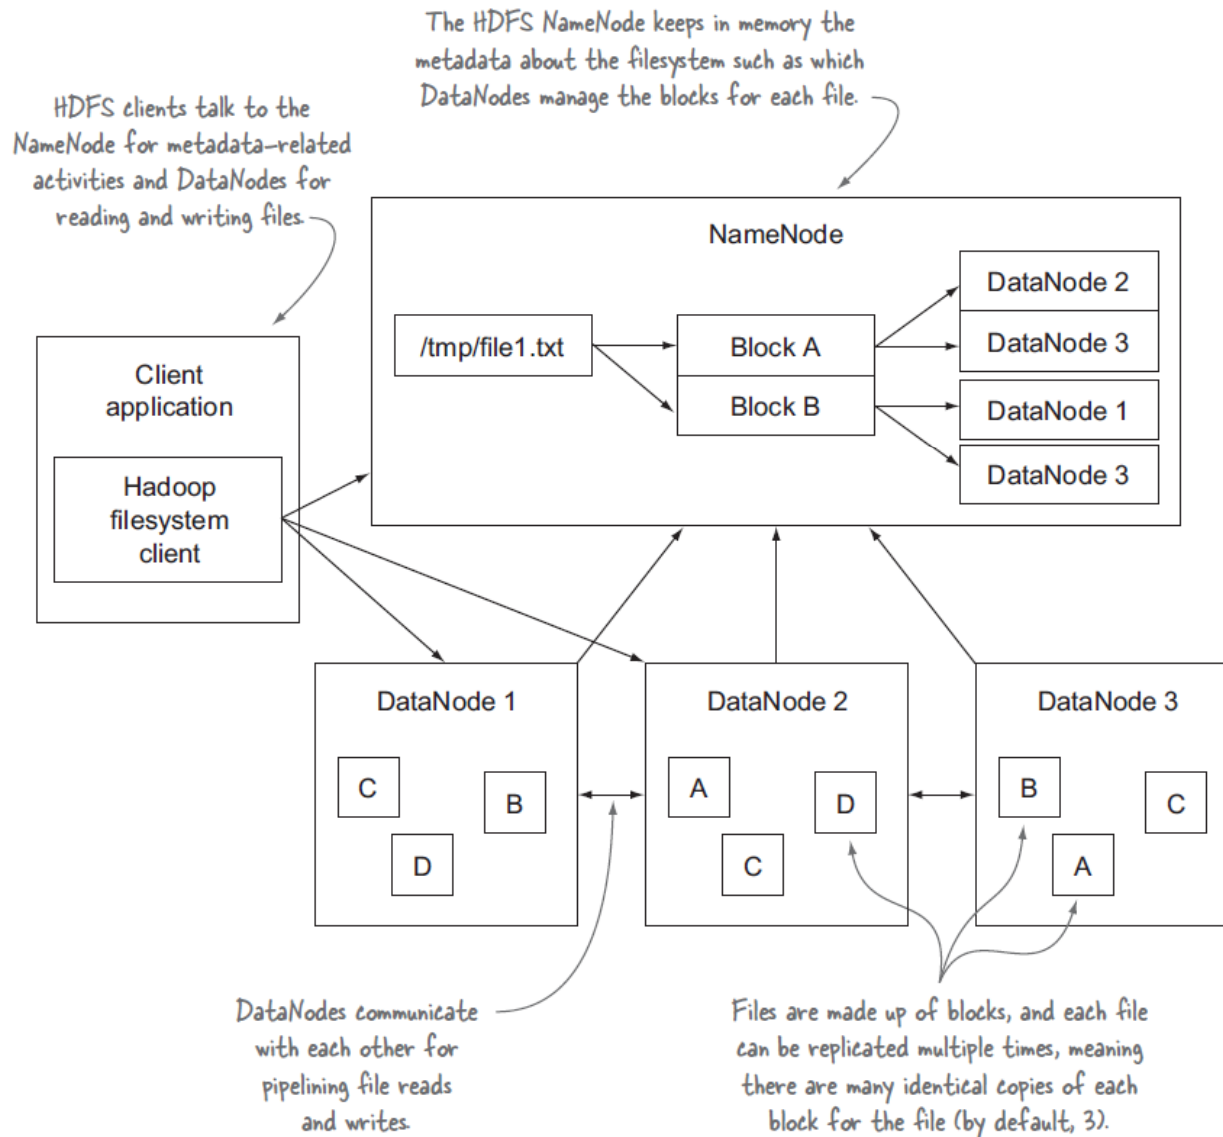 The HDFS NameNode keeps in memory the
metadata about the filesystem such as which
DataNodes manage the blocks for each file.
HDFS clients talk to the
NameNode for metadata-related
activities and DataNodes for
reading and writing files.
NameNode
DataNode 2
/tmp/file1.txt
Block A
DataNode 3
Block B
DataNode 1
DataNode 3
Client
application
Hadoop
filesystem
client
DataNode 1
C
B
D
DataNode 2
A
D
C
DataNode 3
B
C
A
DataNodes communicate
with each other for
pipelining file reads
and writes.
Files are made up of blocks, and each file
can be replicated multiple times, meaning
there are many identical copies of each
block for the file (by default, 3).